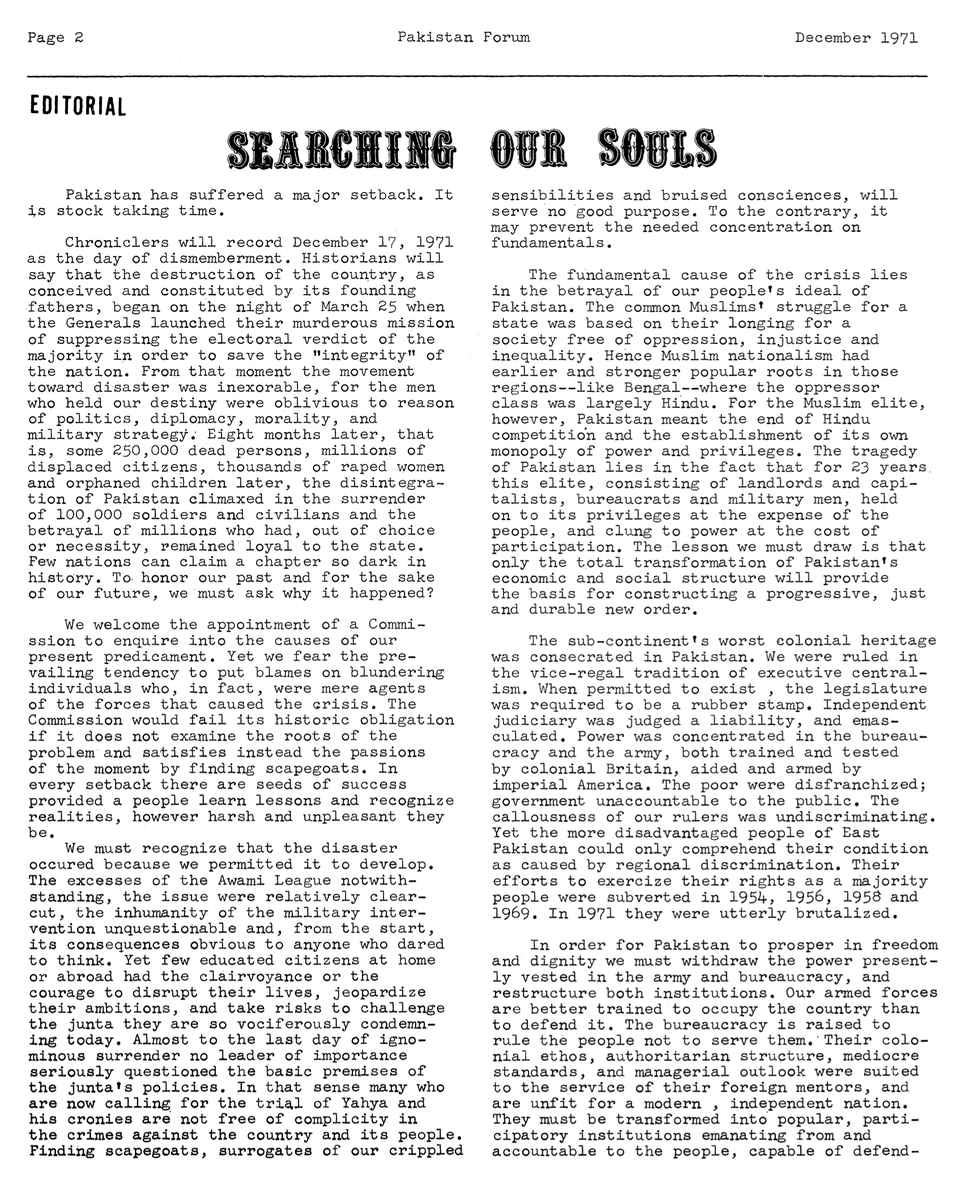 Page 2 Pakistan Forum December 1971
EDITORIAL
SEARCHING OUR SOULS
Pakistan has suffered a major setback. It
is stock taking time.
Chroniclers will record December 17, 1971
as the day of dismemberment. Historians will
say that the destruction of the country, as
conceived and constituted by its founding
fathers, began on the night of March 25 when
the Generals launched their murderous mission
of suppressing the electoral verdict of the
majority in order to save the "integrity" of
the nation. From that moment the movement
toward disaster was inexorable, for the men
who held our destiny were oblivious to reason
of politics, diplomacy, morality, and
military strategy. Eight months later, that
is, some 250,000 dead persons, millions of
displaced citizens, thousands of raped women
and orphaned children later, the disintegra-
tion of Pakistan climaxed in the surrender
of 100,000 soldiers and civilians and the
betrayal of millions who had, out of choice
or necessity, remained loyal to the state.
Few nations can claim a chapter so dark in
history. To honor our past and for the sake
of our future, we must ask why it happened?
We welcome the appointment of a Commi-
ssion to enquire into the causes of our
present predicament. Yet we fear the pre-
vailing tendency to put blames on blundering
individuals who, in fact, were mere agents
of the forces that caused the crisis. The
Commission would fail its historic obligation
if it does not examine the roots of the
problem and satisfies instead the passions
of the moment by finding scapegoats. In
every setback there are seeds of success
provided a people learn lessons and recognize
realities, however harsh and unpleasant they
be.
We must recognize that the disaster
occured because we permitted it to develop.
The excesses of the Awami League notwith-
standing, the issue were relatively clear-
cut, the inhumanity of the military inter-
vention unquestionable and, from the start,
its consequences obvious to anyone who dared
to think. Yet few educated citizens at home
or abroad had the clairvoyance or the
courage to disrupt their lives, jeopardize
their ambitions, and take risks to challenge
the junta they are so vociferously condemn-
ing today. Almost to the last day of igno-
minous surrender no leader of importance
seriously questioned the basic premises of
the junta's policies. In that sense many who
are now calling for the trial of Yahya and
his cronies are not free of complicity in
the crimes against the country and its people.
Finding scapegoats, surrogates of our crippled
sensibilities and bruised consciences, will
serve no good purpose. To the contrary, it
may prevent the needed concentration on
fundamentals.
The fundamental cause of the crisis lies
in the betrayal of our people's ideal of
Pakistan. The common Muslims' struggle for a
state was based on their longing for a
society free of oppression, injustice and
inequality. Hence Muslim nationalism had
earlier and stronger popular roots in those
regions--like Bengal--where the oppressor
class was largely Hindu. For the Muslim elite,
however, Pakistan meant the end of Hindu
competition and the establishment of its own
monopoly of power and privileges. The tragedy
of Pakistan lies in the fact that for 23 years
this elite, consisting of landlords and capi-
talists, bureaucrats and military men, held
on to its privileges at the expense of the
people, and clung to power at the cost of
participation. The lesson we must draw is that
only the total transformation of Pakistan's
economic and social structure will provide
the basis for constructing a progressive, just
and durable new order.
The sub-continent's worst colonial heritage
was consecrated in Pakistan. We were ruled in
the vice-regal tradition of executive central-
ism. When permitted to exist , the legislature
was required to be a rubber stamp. Independent
judiciary was judged a liability, and emas-
culated. Power was concentrated in the bureau-
cracy and the army, both trained and tested
by colonial Britain, aided and armed by
imperial America. The poor were disfranchized;
government unaccountable to the public. The
callousness of our rulers was undiscriminating.
Yet the more disadvantaged people of East
Pakistan could only comprehend their condition
as caused by regional discrimination. Their
efforts to exercize their rights as a majority
people were subverted in 1954, 1956, 1958 and
1969. In 1971 they were utterly brutalized.
In order for Pakistan to prosper in freedom
and dignity we must withdraw the power present-
ly vested in the army and bureaucracy, and
restructure both institutions. Our armed forces
are better trained to occupy the country than
to defend it. The bureaucracy is raised to
rule the people not to serve them. Their colo-
nial ethos, authoritarian structure, mediocre
standards, and managerial outlook were suited
to the service of their foreign mentors, and
are unfit for a modern , independent nation.
They must be transformed into popular, parti-
cipatory institutions emanating from and
accountable to the people, capable of defend-